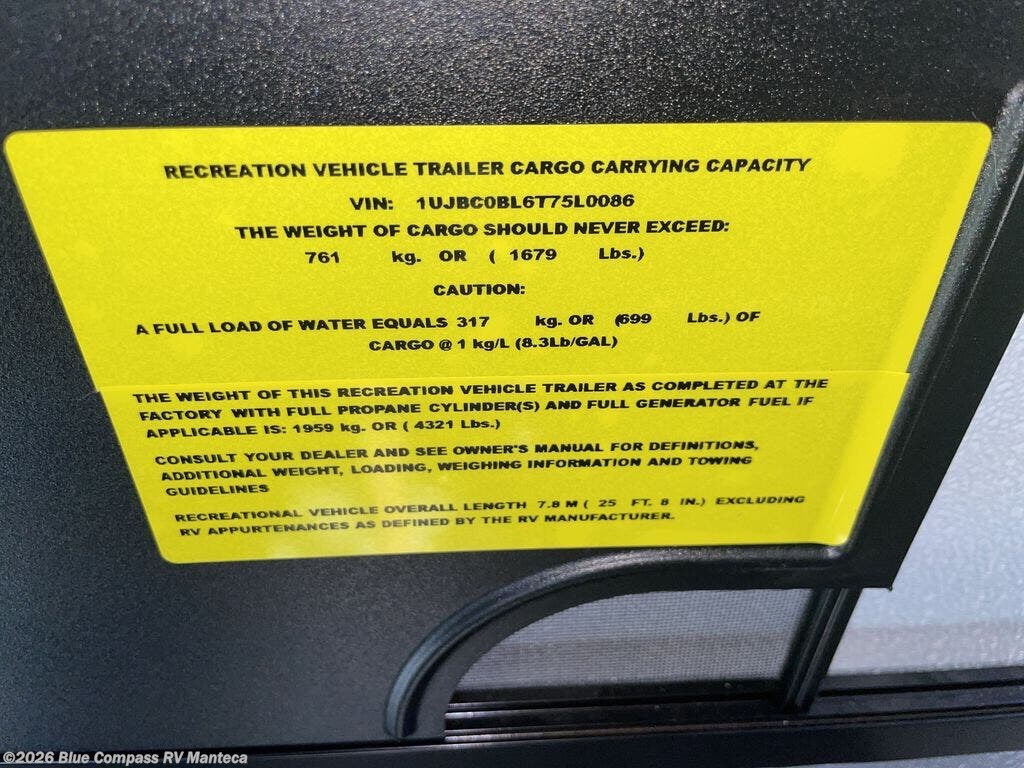 RECREATION VEHICLE TRAILER CARGO CARRYING CAPACITY
VIN: 1UJBC0BL6T75L0086
THE WEIGHT OF CARGO SHOULD NEVER EXCEED:
761 kg. OR ( 1679 Lbs.)
CAUTION:
A FULL LOAD OF WATER EQUALS 317 kg. OR (699 Lbs.) OF
CARGO @ 1 kg/L (8.3Lb/GAL)
THE WEIGHT OF THIS RECREATION VEHICLE TRAILER AS COMPLETED AT THE
FACTORY WITH FULL PROPANE CYLINDER(S) AND FULL GENERATOR FUEL IF
APPLICABLE IS: 1959 kg. OR ( 4321 Lbs.)
CONSULT YOUR DEALER AND SEE OWNER'S MANUAL FOR DEFINITIONS,
ADDITIONAL WEIGHT, LOADING, WEIGHING INFORMATION AND TOWING
GUIDELINES
RECREATIONAL VEHICLE OVERALL LENGTH 7.8 M ( 25 FT. 8 IN.) EXCLUDING
RV APPURTENANCES AS DEFINED BY THE RV MANUFACTURER.
©2026 Blue Compass RV Manteca